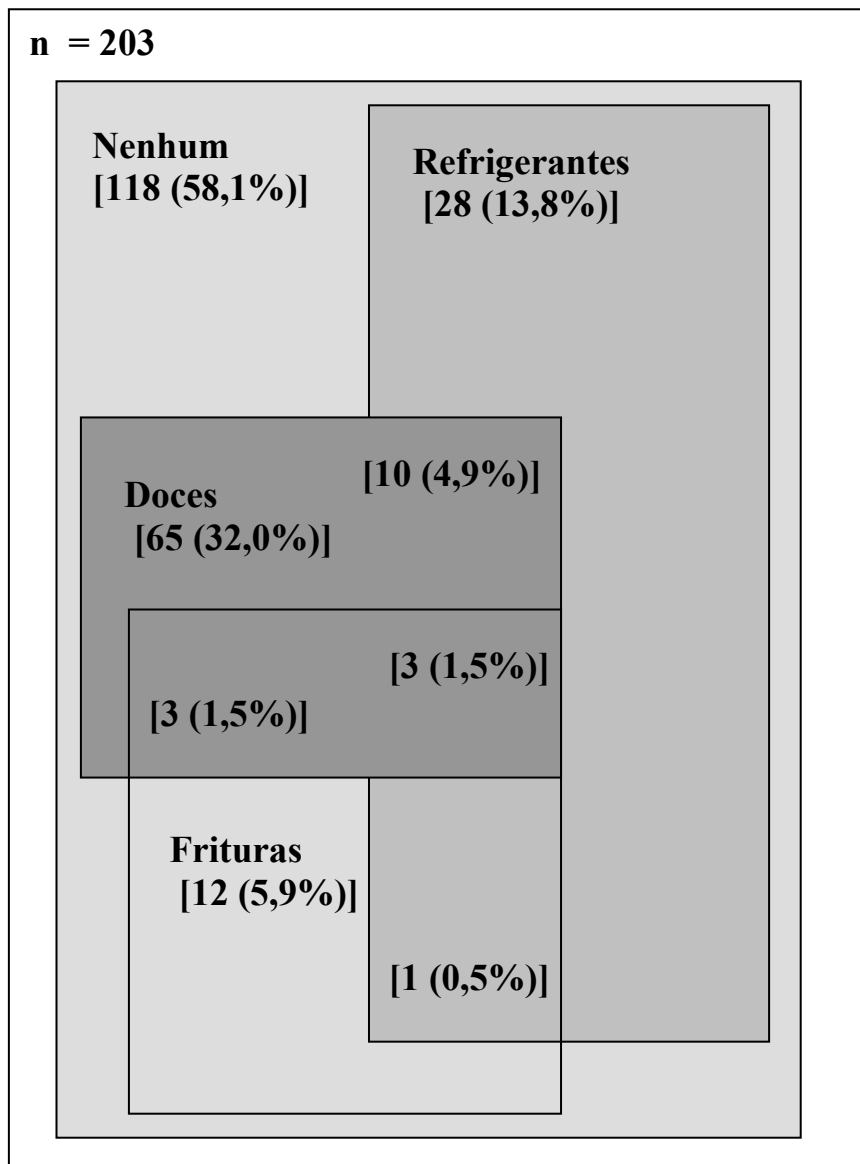 n = 203
Nenhum
[118 (58,1%)]
Refrigerantes
[28 (13,8%)]
[10 (4,9%)]
Doces
[65 (32,0%)]
[3 (1,5%)]
[3 (1,5%)]
Frituras
[12 (5,9%)]
[1 (0,5%)]